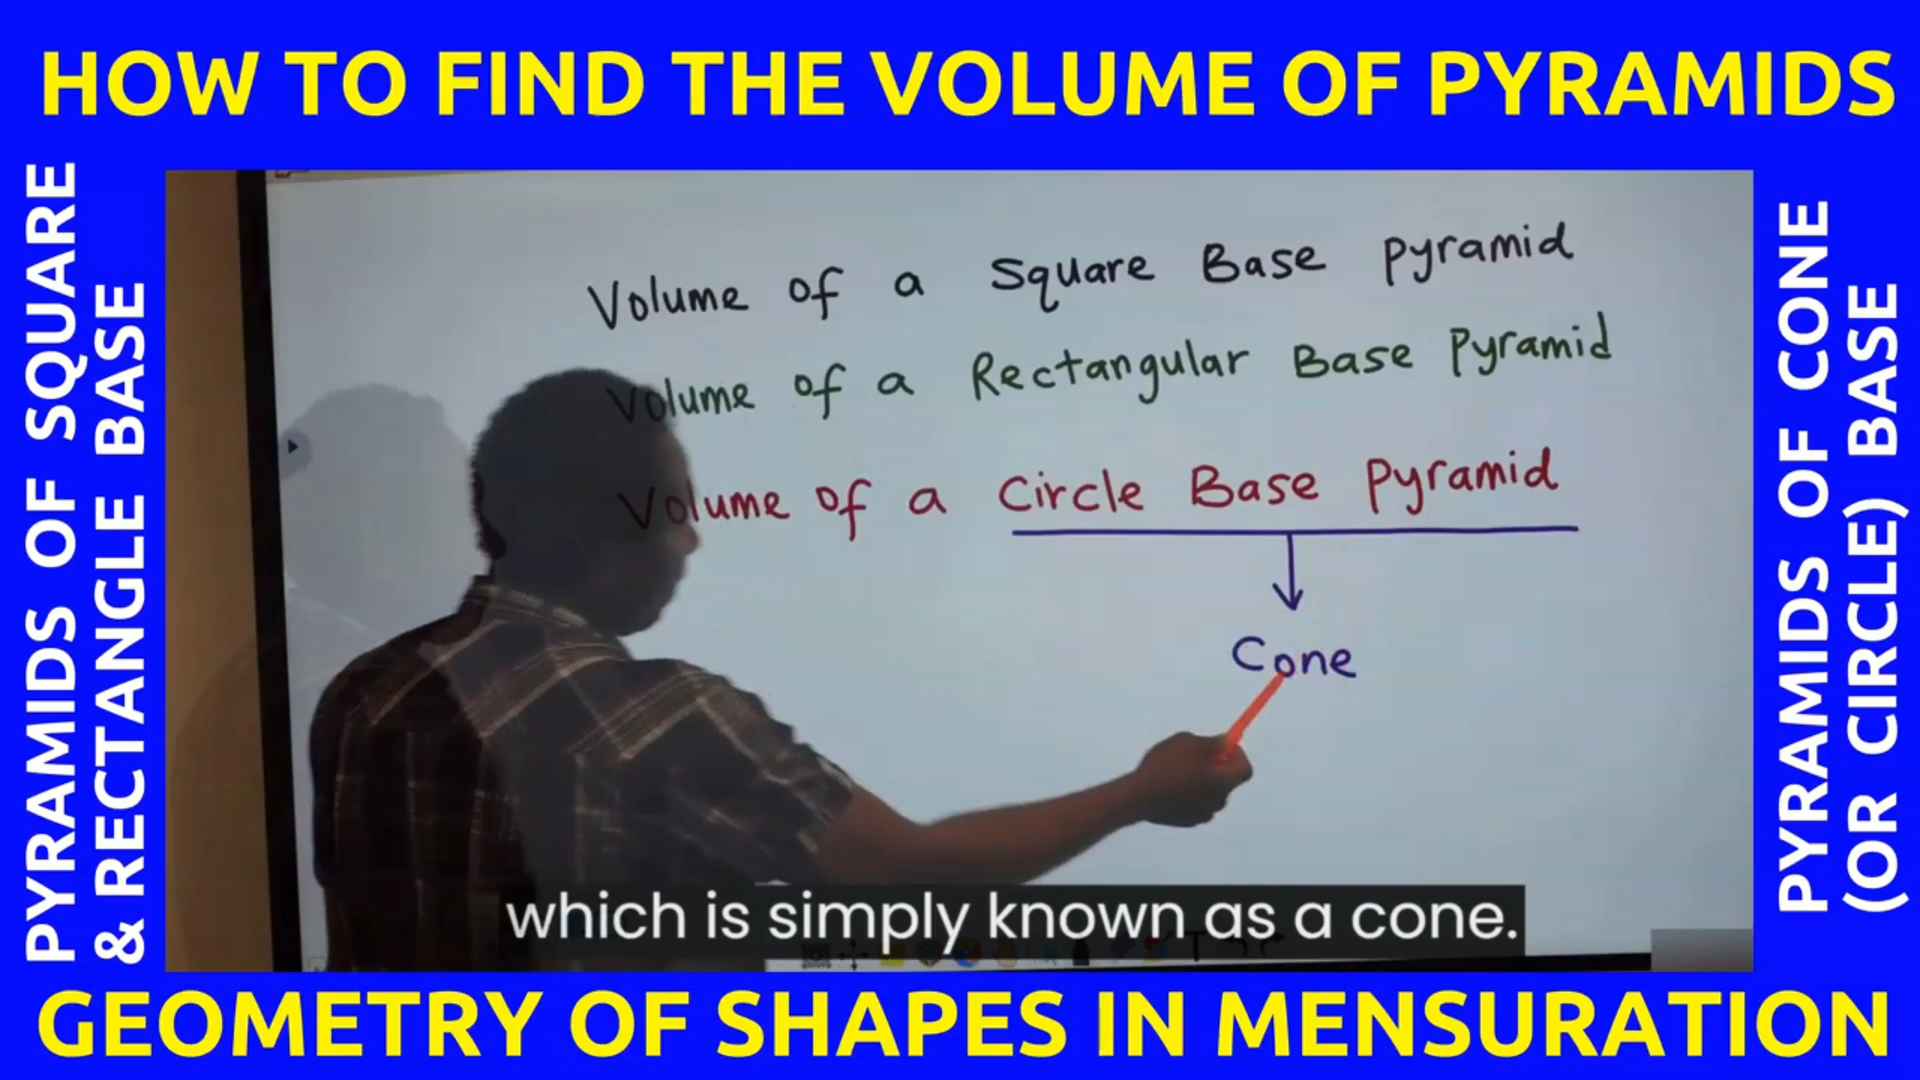 HOW TO FIND THE VOLUME OF PYRAMIDS
PYRAMIDS OF SQUARE
& RECTANGLE BASE
Volume of a Square Base Pyramid
Volume of a Rectangular Base Pyramid
Volume of a Circle Base Pyramid
Cone
which is simply known as a cone.
PYRAMIDS OF CONE
(OR CIRCLE) BASE
GEOMETRY OF SHAPES IN MENSURATION